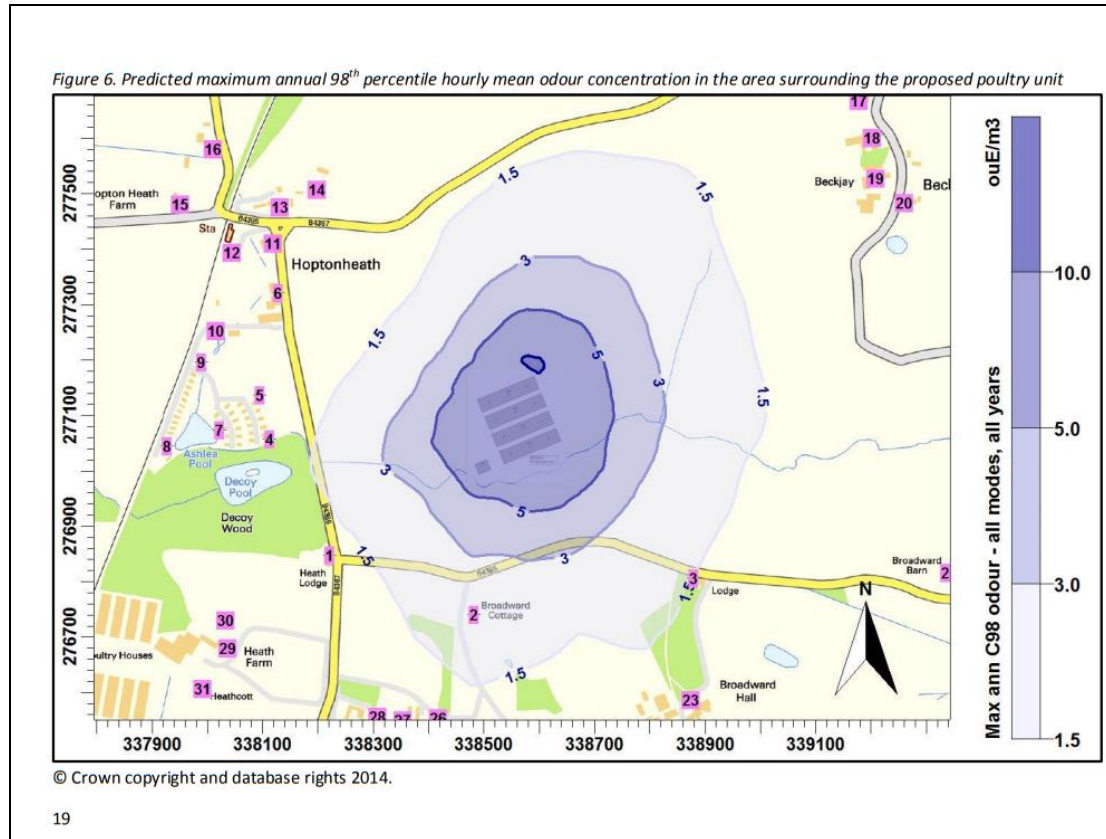 Figure 6. Predicted maximum annual 98th percentile hourly mean odour concentration in the area surrounding the proposed poultry unit
277500
277300
277100
276900
276700
337900
338100
338300
338500
338700
338900
339100
16
opton Heath
Farm
15
Sta
B4385
12
13
14
11
B4367
Hoptonheath
6
10
9
5
7
4
8
Ashlea
Pool
Decoy
Pool
Decoy
Wood
B4385
1
Heath
Lodge
B4367
30
29
Heath
Farm
31
Heathcott
ultry Houses
28
27
26
2
Broadward
Cottage
B4385
3
Lodge
23
Broadward
Hall
Broadward
Barn
2
17
18
19
20
Beckjay
Becl
1.5
1.5
1.5
1.5
1.5
1.5
1.5
3
3
3
3
5
5
N
Max ann C98 odour - all modes, all years
ouE/m3
10.0
5.0
3.0
1.5
© Crown copyright and database rights 2014.
19